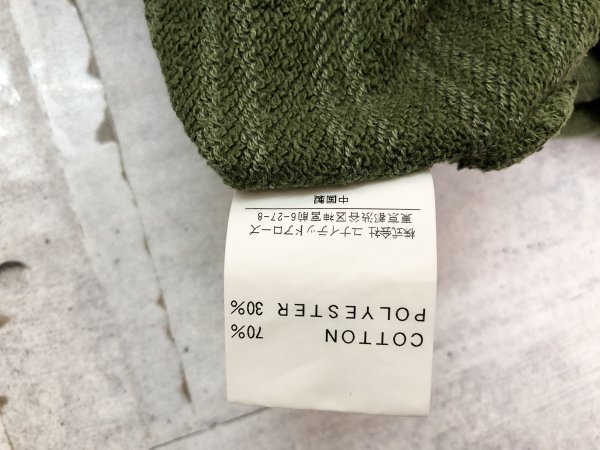 COTTON 70%
POLYESTER 30%
株式会社 ユナイテッドアローズ
東京都渋谷区神宮前6-27-8
中国製